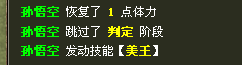 孙悟空 恢复了 1 点体力
孙悟空 跳过了 判定 阶段
孙悟空 发动技能【美王】